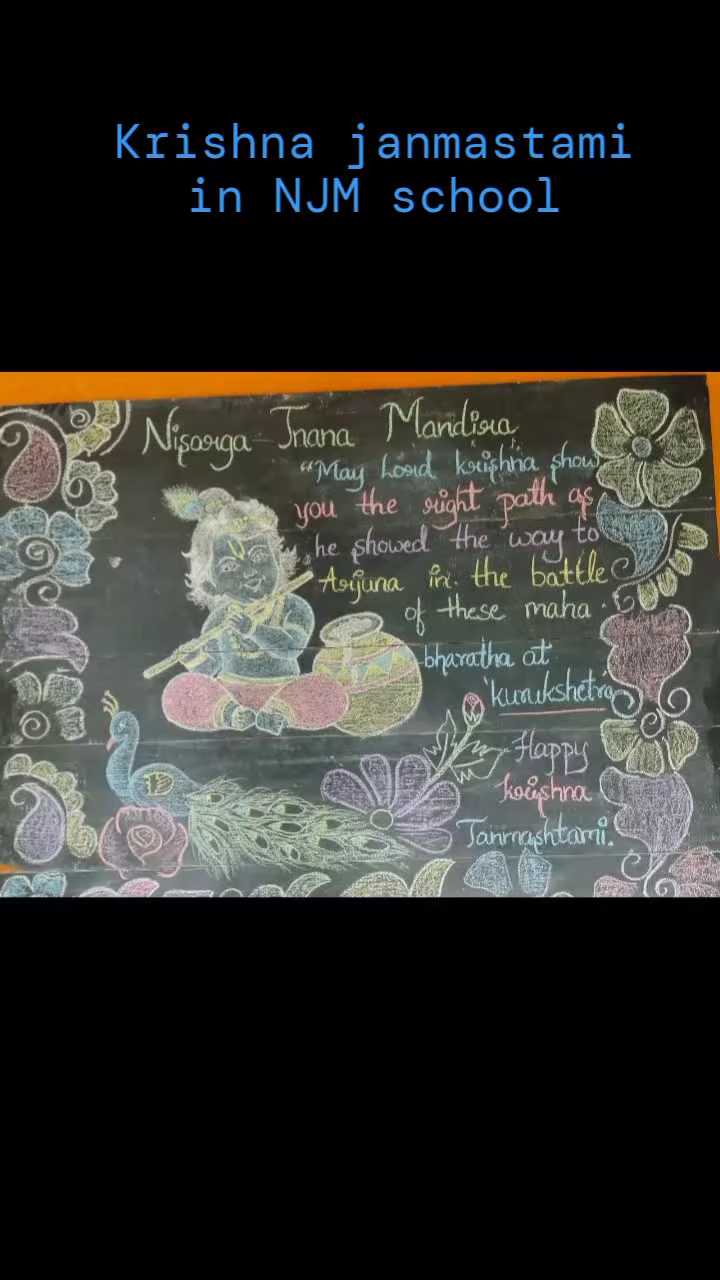 Krishna janmastami
in NJM school
Nisarga Jnana Mandira
"May Lord krishna show
you the right path as
he showed the way to
Arjuna in the battle
of these maha
-bharatha at
'kurukshetra
Happy
krishna
Janmashtami.